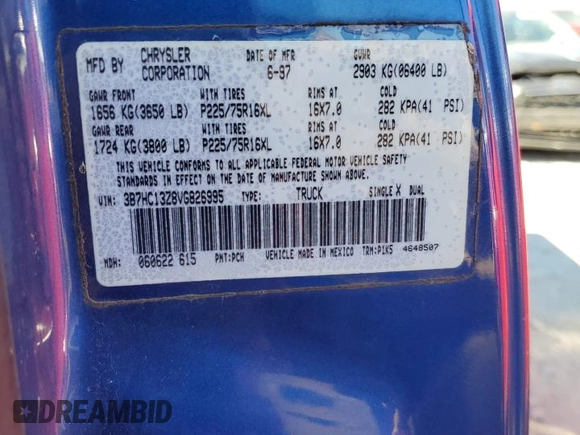 MFD BY CHRYSLER CORPORATION DATE OF MFR 6-97 GVWR 2903 KG(06400 LB)
GAWR FRONT WITH TIRES RIMS AT COLD
1656 KG(3650 LB) P225/75R16XL 16X7.0 282 KPA(41 PSI)
GAWR REAR WITH TIRES RIMS AT COLD
1724 KG(3800 LB) P225/75R16XL 16X7.0 282 KPA(41 PSI)
THIS VEHICLE CONFORMS TO ALL APPLICABLE FEDERAL MOTOR VEHICLE SAFETY
STANDARDS IN EFFECT ON THE DATE OF MANUFACTURE SHOWN ABOVE.
VIN: 3B7HC13Z8VG826995 TYPE: TRUCK SINGLE X DUAL
MDH: 060622 615 PNT:PCH VEHICLE MADE IN MEXICO TRM:P1K5 4648507
DREAMBID